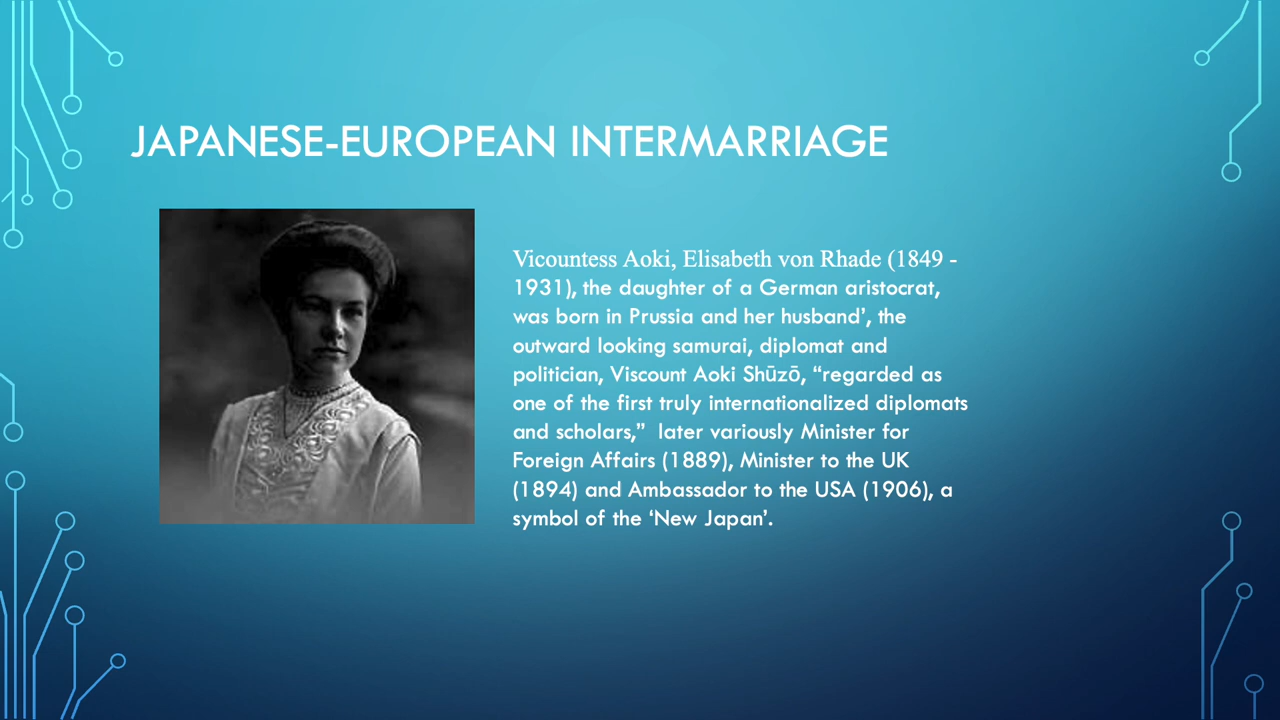 JAPANESE-EUROPEAN INTERMARRIAGE
Vicountess Aoki, Elisabeth von Rhade (1849 -
1931), the daughter of a German aristocrat,
was born in Prussia and her husband’, the
outward looking samurai, diplomat and
politician, Viscount Aoki Shūzō, “regarded as
one of the first truly internationalized diplomats
and scholars,”  later variously Minister for
Foreign Affairs (1889), Minister to the UK
(1894) and Ambassador to the USA (1906), a
symbol of the ‘New Japan’.